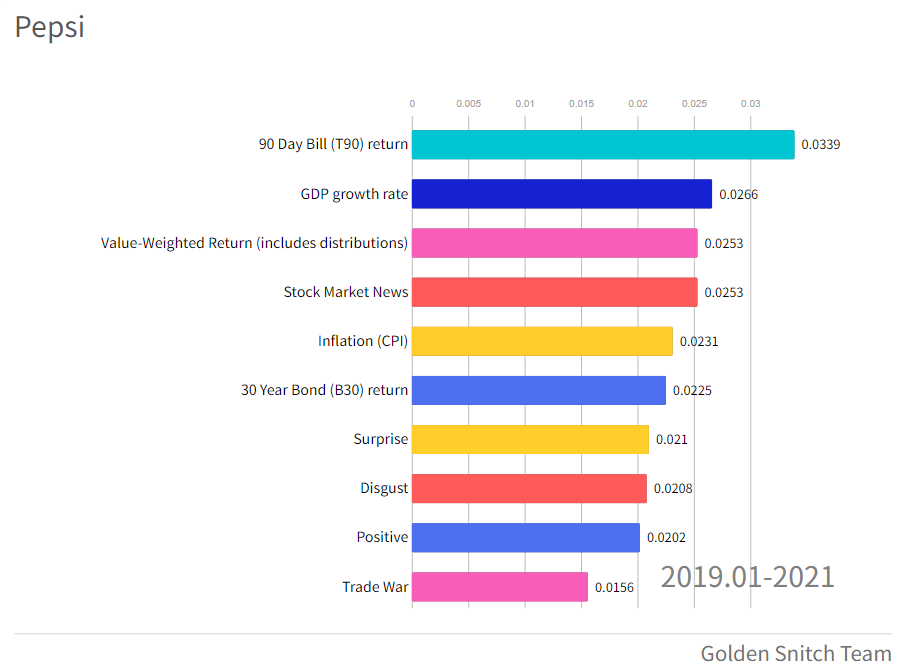 Pepsi
0 0.005 0.01 0.015 0.02 0.025 0.03
90 Day Bill (T90) return 0.0339
GDP growth rate 0.0266
Value-Weighted Return (includes distributions) 0.0253
Stock Market News 0.0253
Inflation (CPI) 0.0231
30 Year Bond (B30) return 0.0225
Surprise 0.021
Disgust 0.0208
Positive 0.0202
Trade War 0.0156
2019.01-2021
Golden Snitch Team